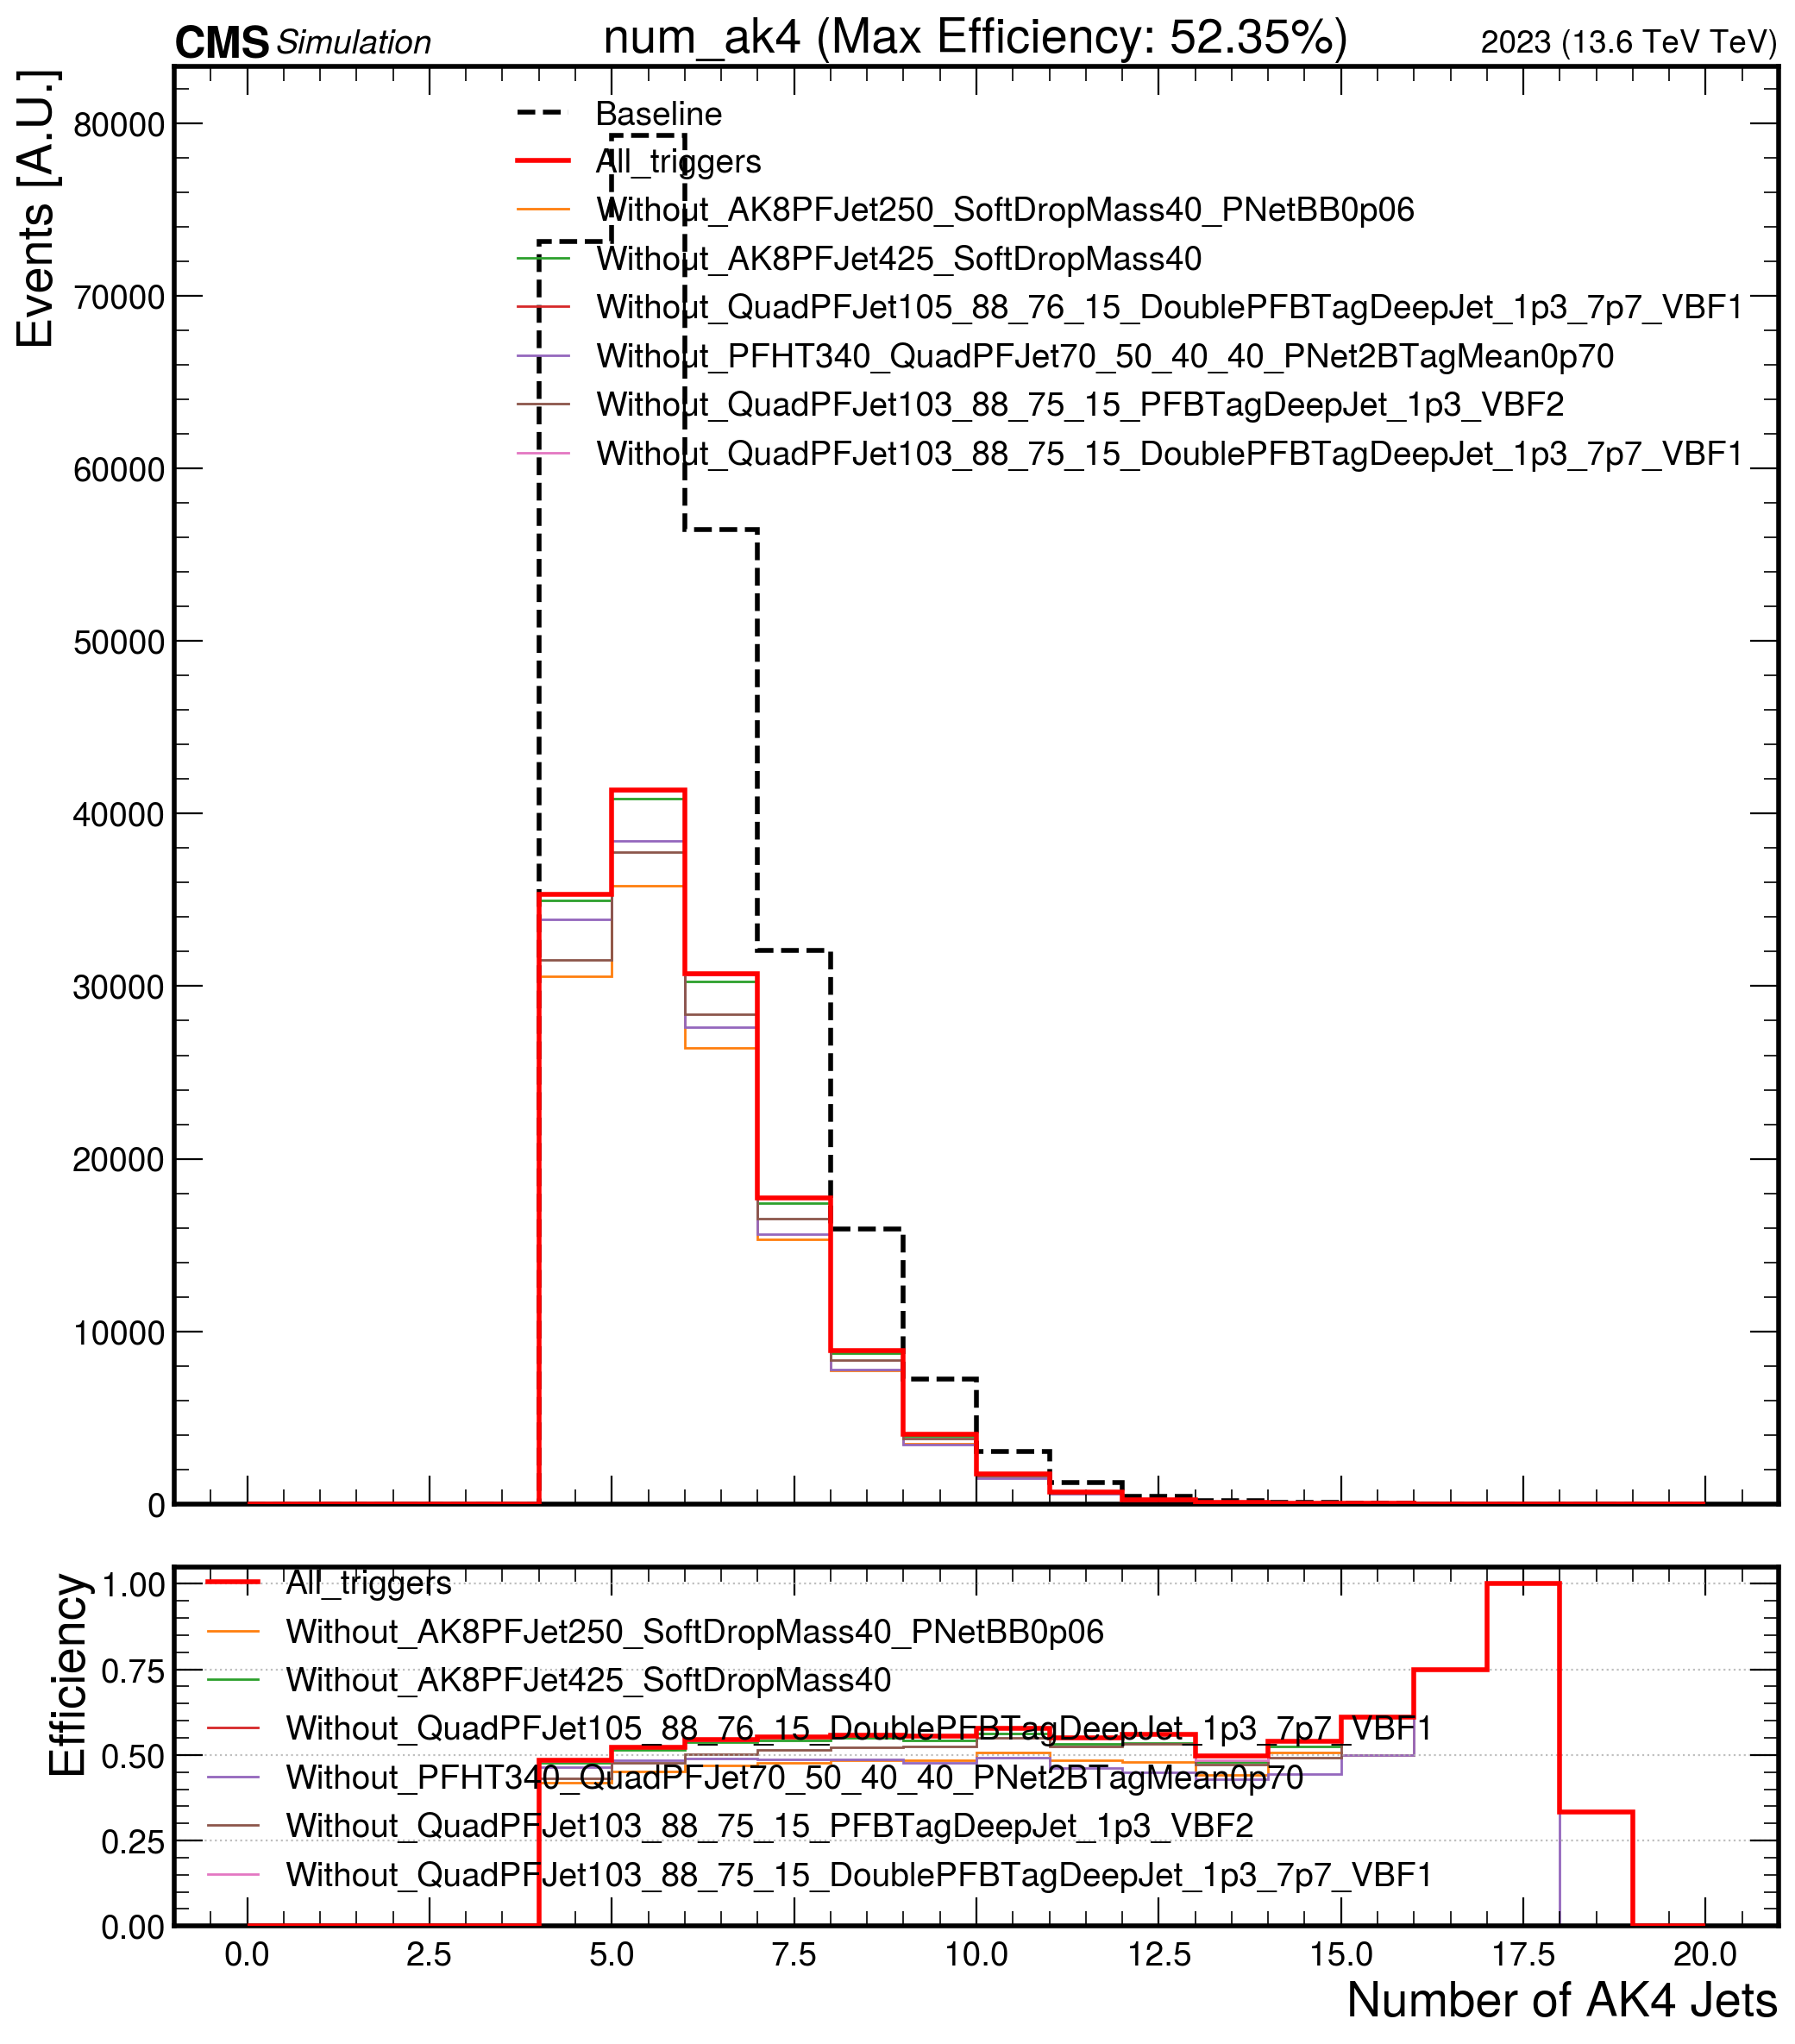 CMS Simulation num_ak4 (Max Efficiency: 52.35%) 2023 (13.6 TeV TeV)
Events [A.U.]
80000
70000
60000
50000
40000
30000
20000
10000
0
Baseline
All_triggers
Without_AK8PFJet250_SoftDropMass40_PNetBB0p06
Without_AK8PFJet425_SoftDropMass40
Without_QuadPFJet105_88_76_15_DoublePFBTagDeepJet_1p3_7p7_VBF1
Without_PFHT340_QuadPFJet70_50_40_40_PNet2BTagMean0p70
Without_QuadPFJet103_88_75_15_PFBTagDeepJet_1p3_VBF2
Without_QuadPFJet103_88_75_15_DoublePFBTagDeepJet_1p3_7p7_VBF1
Efficiency
1.00
0.75
0.50
0.25
0.00
All_triggers
Without_AK8PFJet250_SoftDropMass40_PNetBB0p06
Without_AK8PFJet425_SoftDropMass40
Without_QuadPFJet105_88_76_15_DoublePFBTagDeepJet_1p3_7p7_VBF1
Without_PFHT340_QuadPFJet70_50_40_40_PNet2BTagMean0p70
Without_QuadPFJet103_88_75_15_PFBTagDeepJet_1p3_VBF2
Without_QuadPFJet103_88_75_15_DoublePFBTagDeepJet_1p3_7p7_VBF1
0.0 2.5 5.0 7.5 10.0 12.5 15.0 17.5 20.0
Number of AK4 Jets